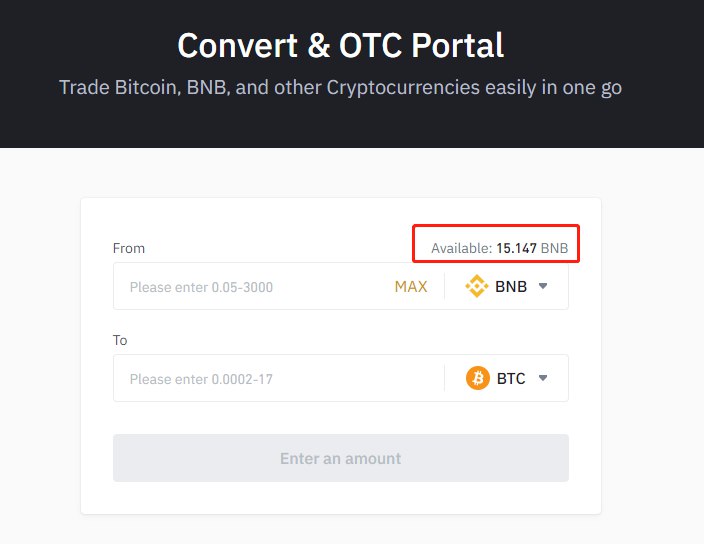 Convert & OTC Portal
Trade Bitcoin, BNB, and other Cryptocurrencies easily in one go
From Available: 15.147 BNB
Please enter 0.05-3000 MAX BNB
To
Please enter 0.0002-17 BTC
Enter an amount